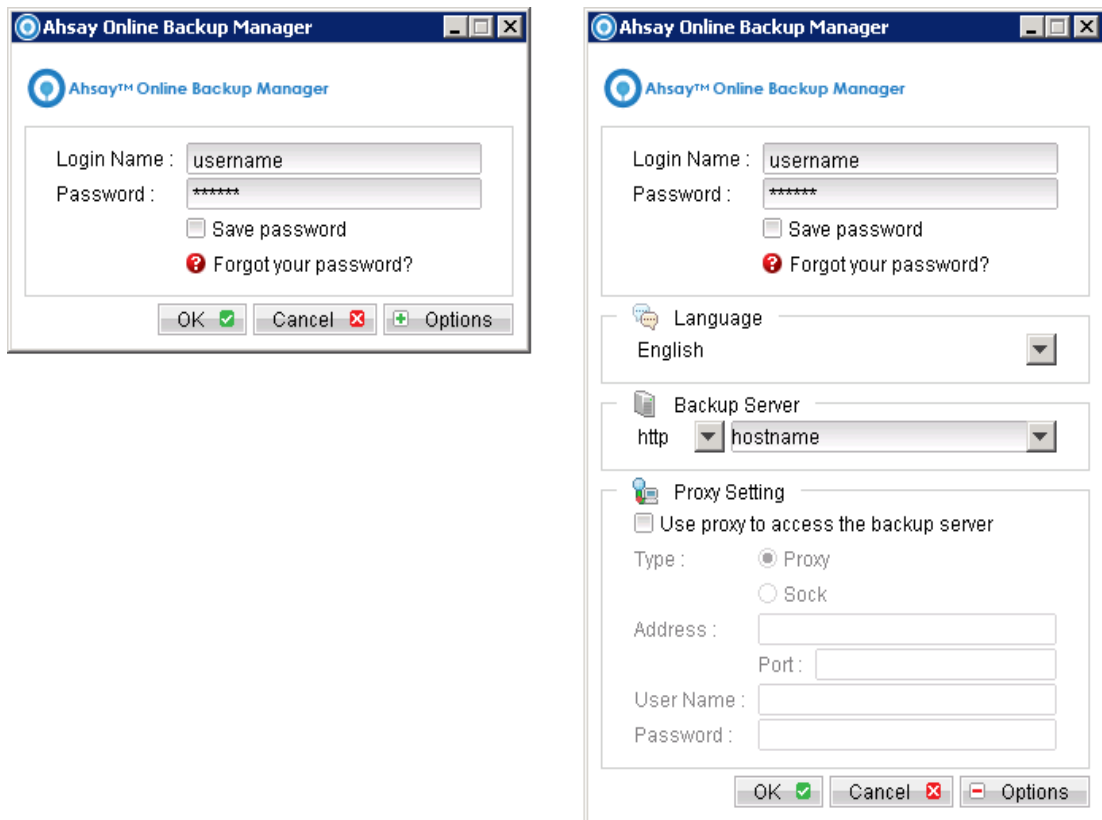 Ahsay Online Backup Manager
Ahsay™ Online Backup Manager
Login Name : username
Password : ******
Save password
Forgot your password?
OK Cancel Options
Ahsay Online Backup Manager
Ahsay™ Online Backup Manager
Login Name : username
Password : ******
Save password
Forgot your password?
Language
English
Backup Server
http hostname
Proxy Setting
Use proxy to access the backup server
Type : Proxy
Sock
Address :
Port :
User Name :
Password :
OK Cancel Options